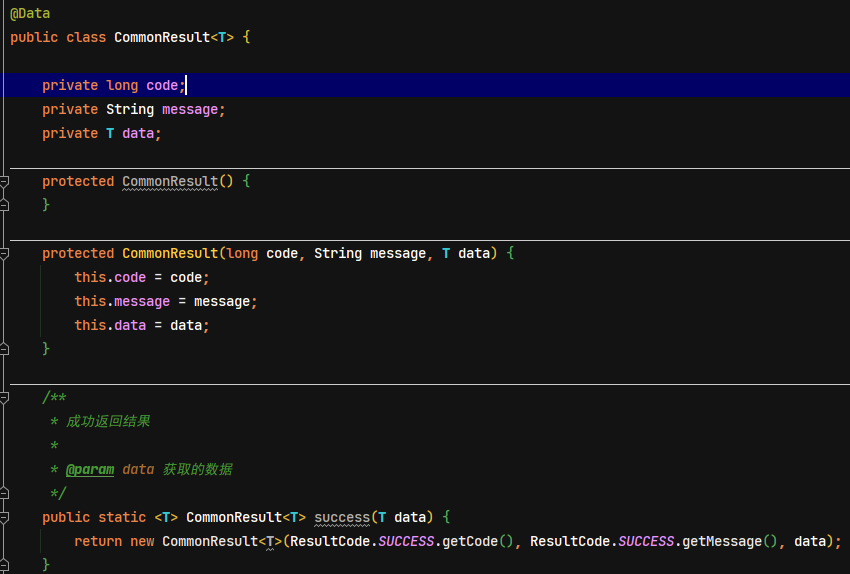 @Data
public class CommonResult<T> {
private long code;
private String message;
private T data;
protected CommonResult() {
}
protected CommonResult(long code, String message, T data) {
this.code = code;
this.message = message;
this.data = data;
}
/**
* 成功返回结果
*
* @param data 获取的数据
*/
public static <T> CommonResult<T> success(T data) {
return new CommonResult<T>(ResultCode.SUCCESS.getCode(), ResultCode.SUCCESS.getMessage(), data);
}